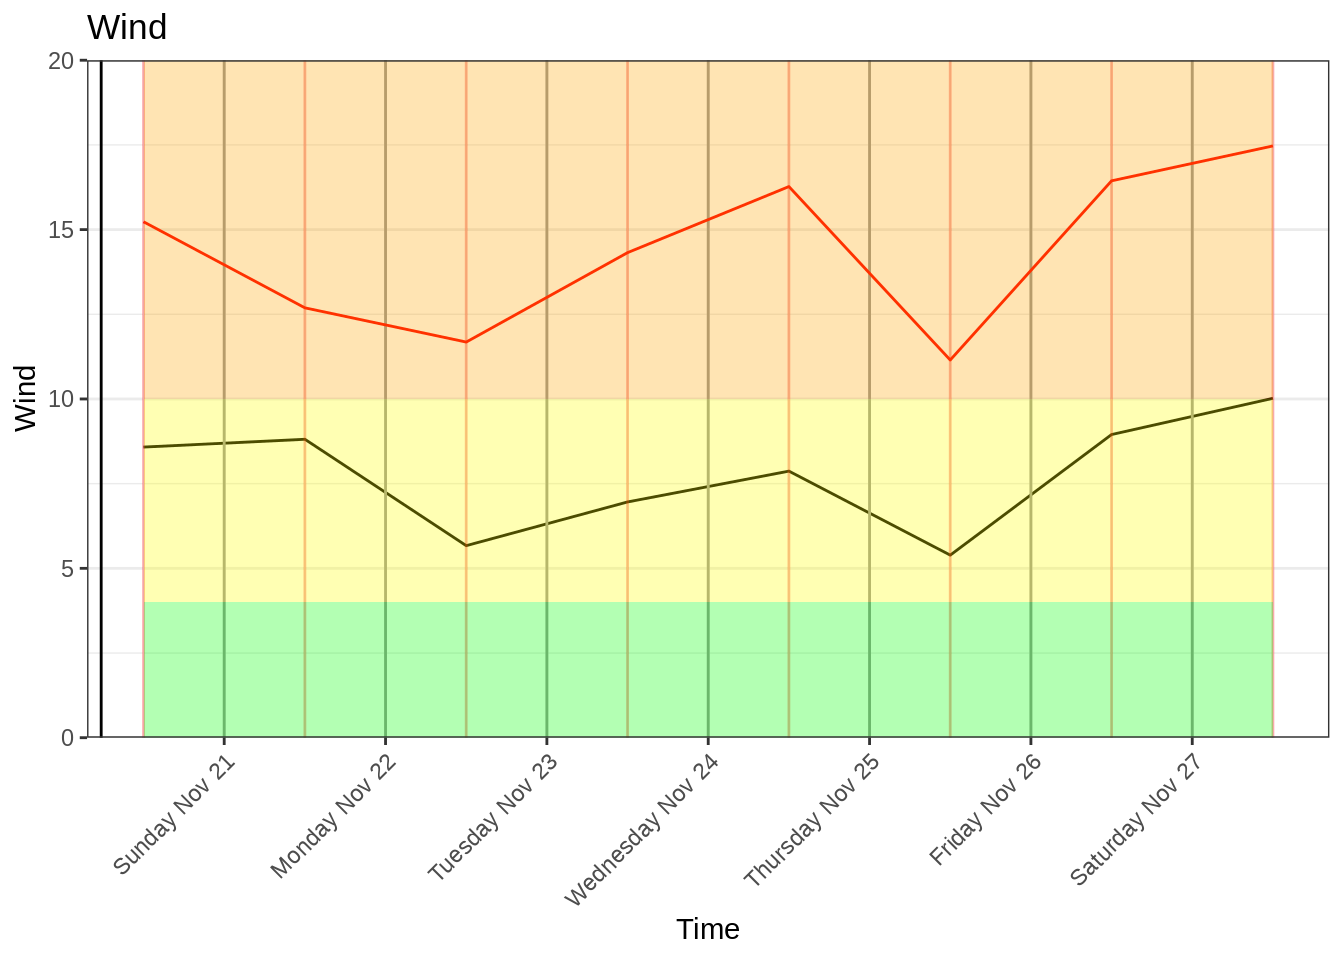 Wind
20
15
10
5
0
Wind
Sunday Nov 21
Monday Nov 22
Tuesday Nov 23
Wednesday Nov 24
Thursday Nov 25
Friday Nov 26
Saturday Nov 27
Time